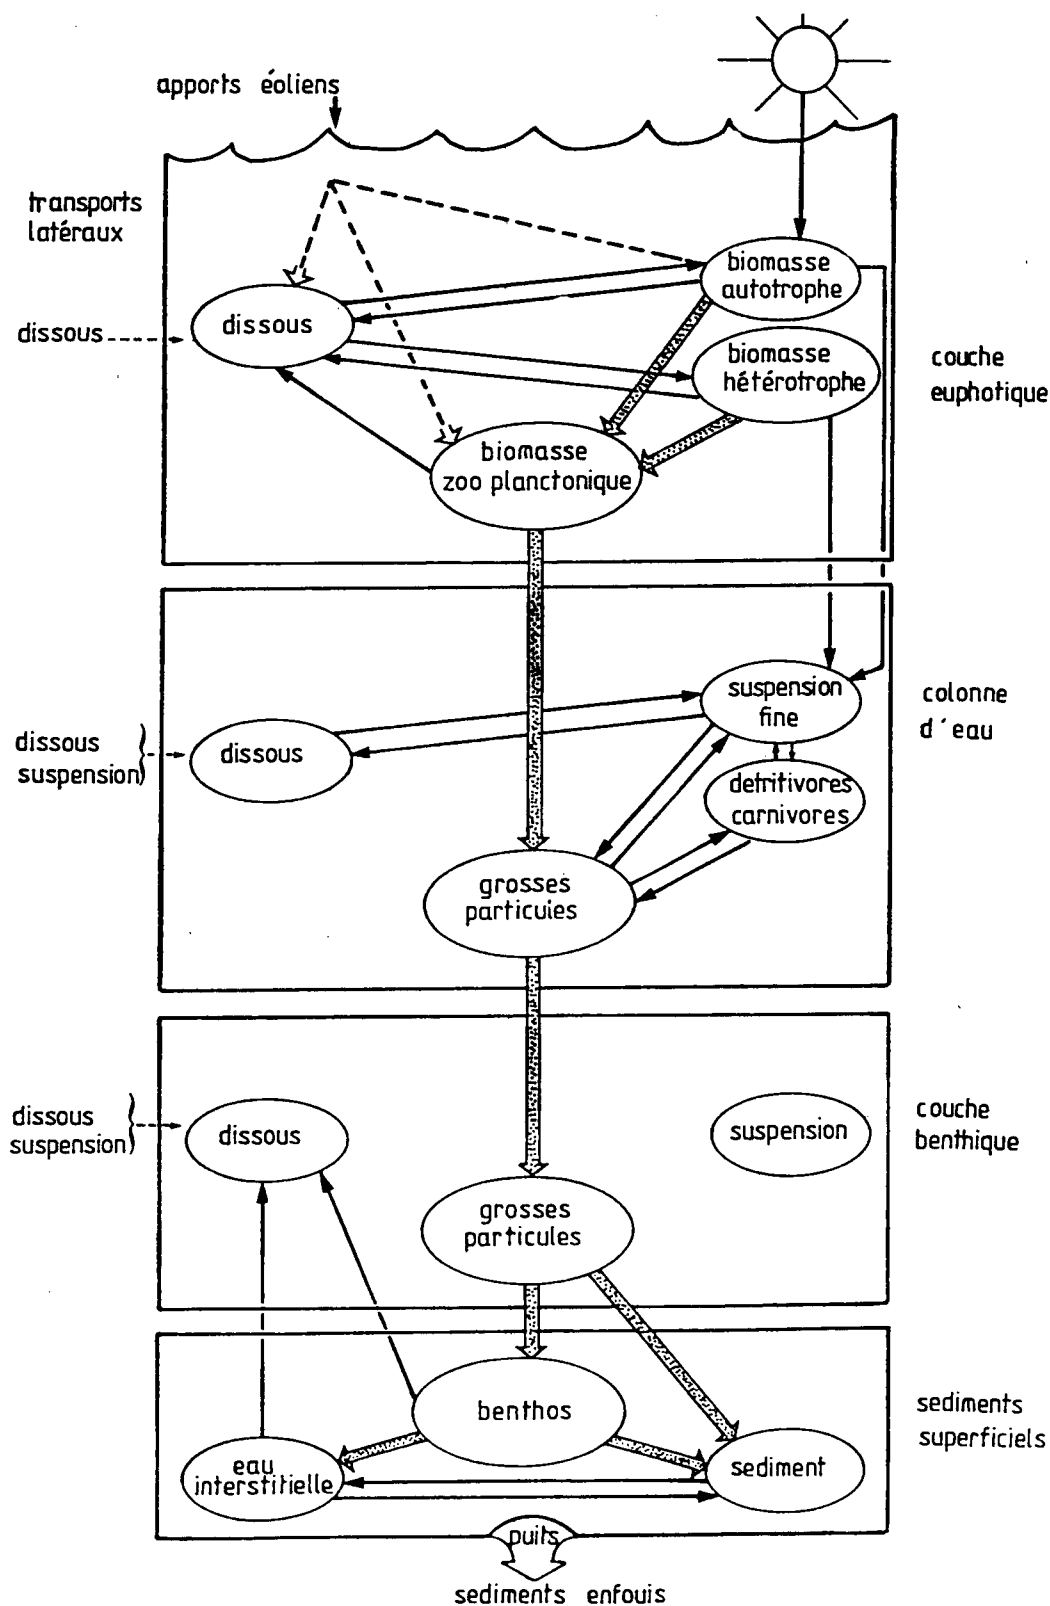 apports éoliens
transports
latéraux
biomasse
autotrophe
dissous
dissous
biomasse
hétérotrophe
couche
euphotique
biomasse
zoo planctonique
suspension
fine
colonne
d'eau
dissous
suspension}
dissous
detritivores
carnivores
grosses
particules
dissous
suspension}
dissous
suspension
couche
benthique
grosses
particules
benthos
sediments
superficiels
eau
interstitielle
sediment
puits
sediments enfouis